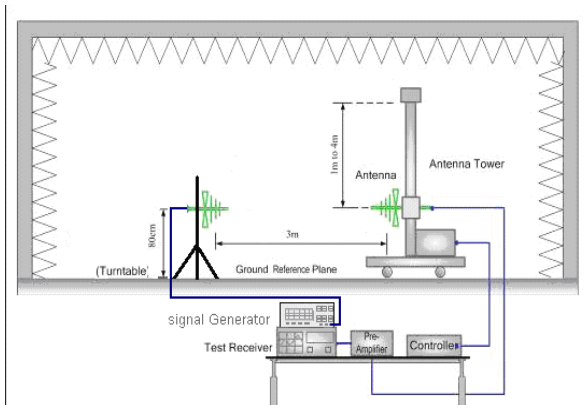 1m to 4m
Antenna Tower
Antenna
80cm
3m
(Turntable)
Ground Reference Plane
signal Generator
Test Receiver
Pre-
Amplifier
Controller